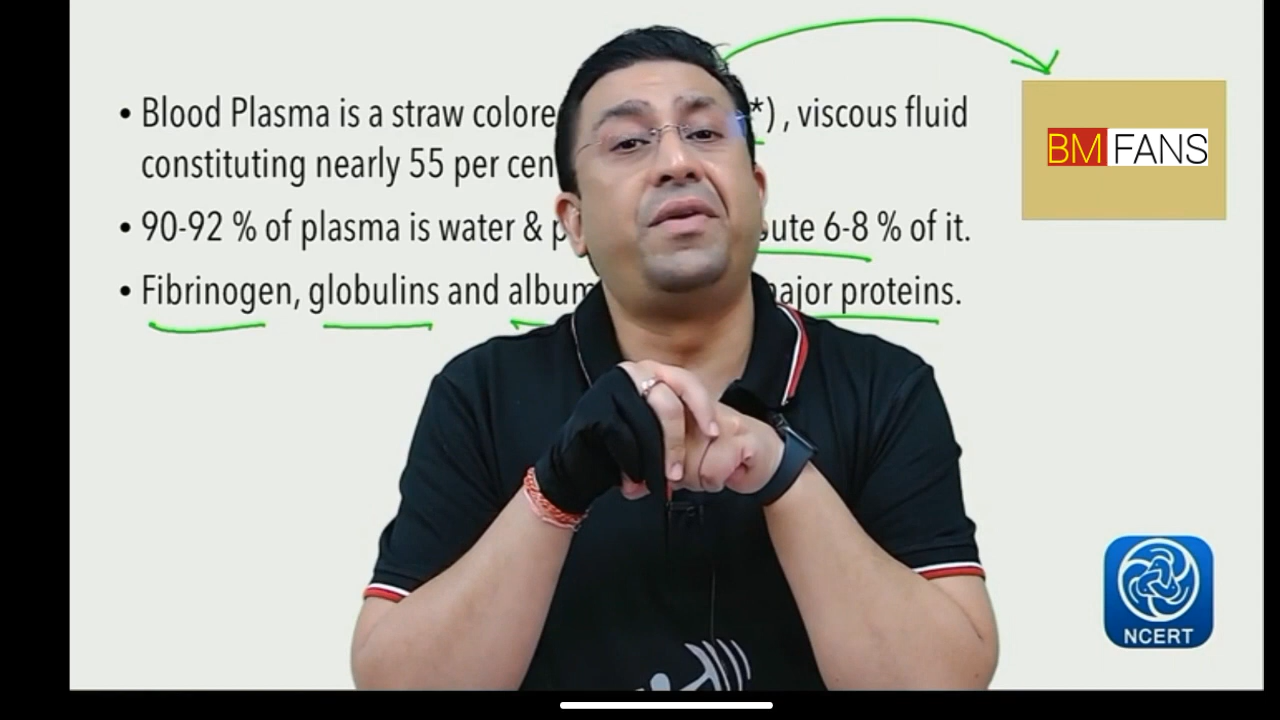 • Blood Plasma is a straw colore *) , viscous fluid
constituting nearly 55 per cen
• 90-92 % of plasma is water & p ute 6-8 % of it.
• Fibrinogen, globulins and album ajor proteins.
BM FANS
NCERT